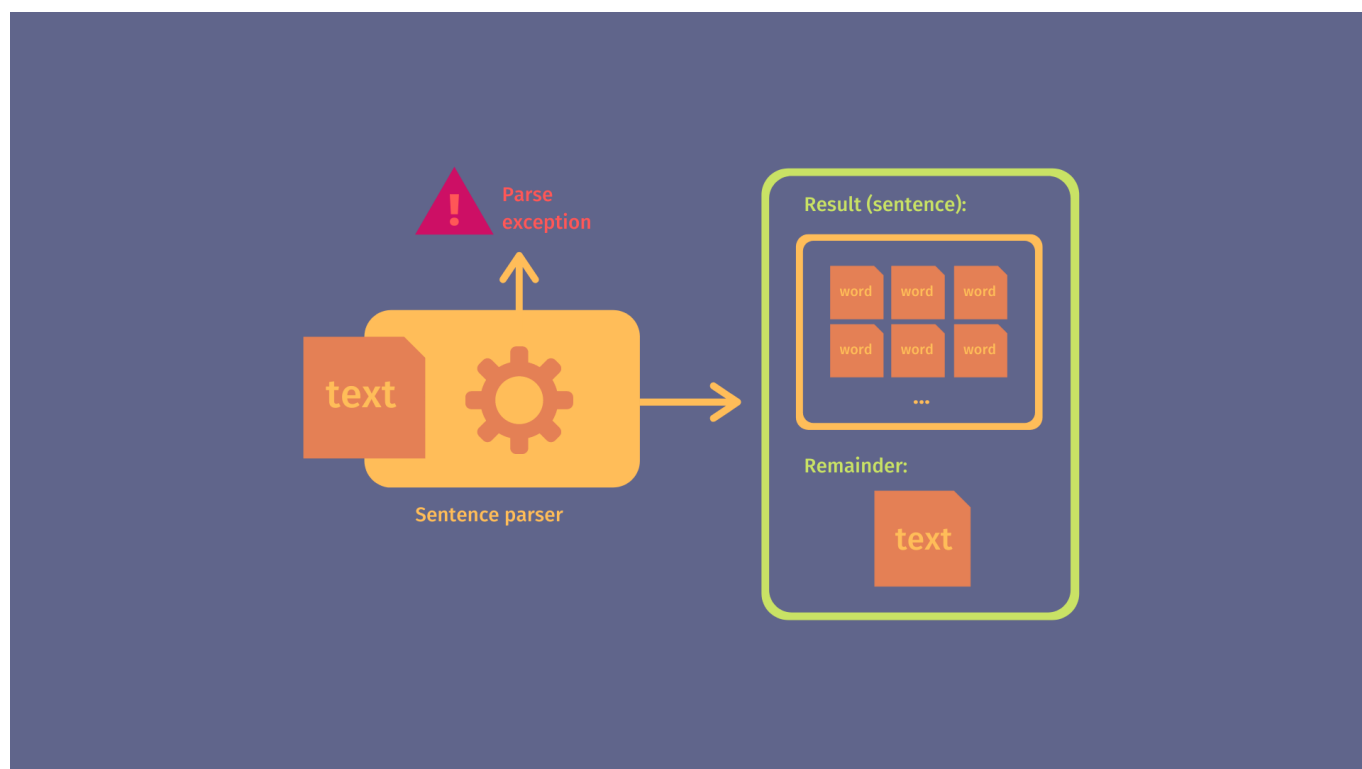 Parse
exception
text
Sentence parser
Result (sentence):
word word word
word word word
...
Remainder:
text